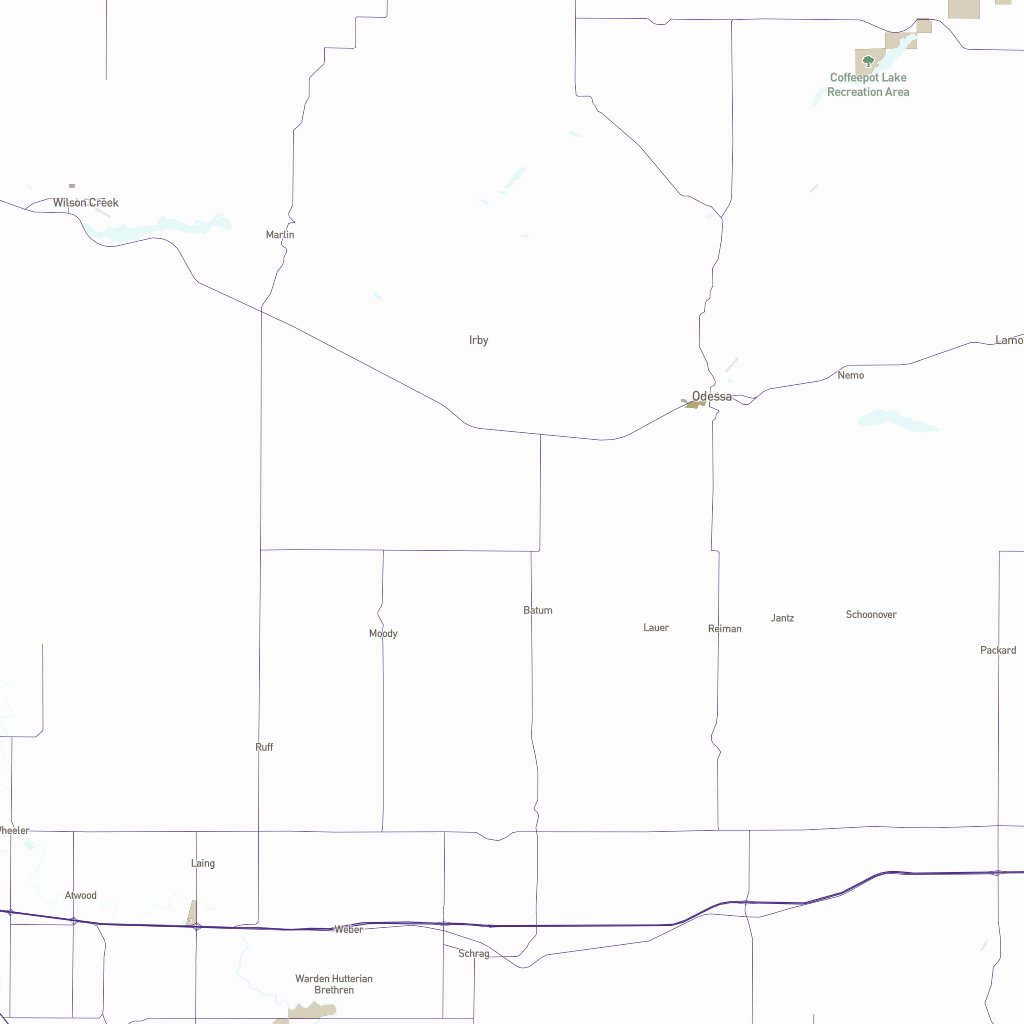 Coffeepot Lake
Recreation Area
Wilson Creek
Marlin
Irby
Lamo
Nemo
Odessa
Batum
Schoonover
Jantz
Lauer
Reiman
Moody
Packard
Ruff
Wheeler
Laing
Atwood
Weber
Schrag
Warden Hutterian
Brethren